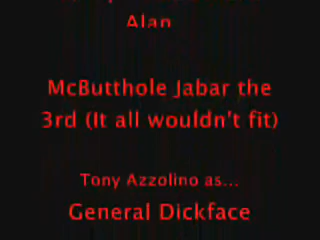 Alan
McButthole Jabar the
3rd (It all wouldn't fit)
Tony Azzolino as...
General Dickface